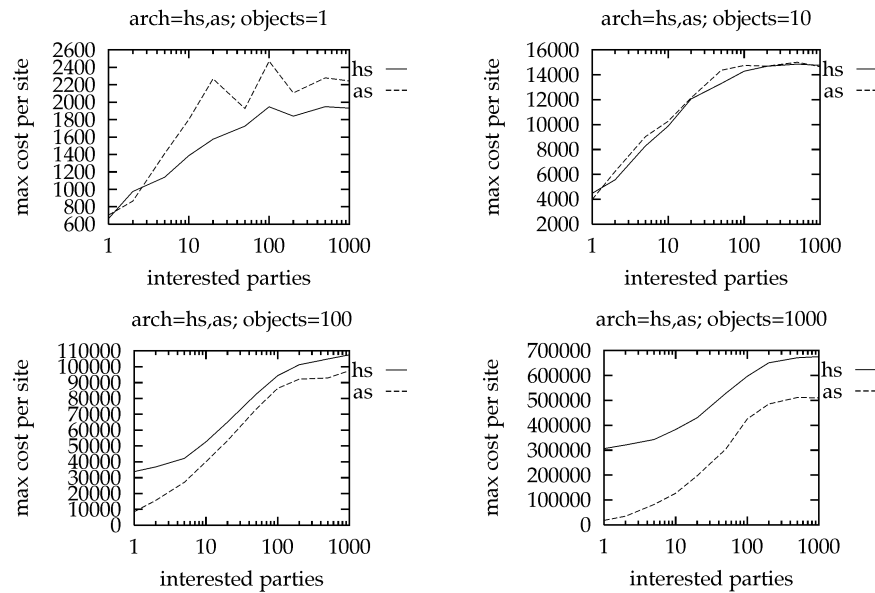 arch=hs,as; objects=1
max cost per site
2600
2400
2200
2000
1800
1600
1400
1200
1000
800
600
1 10 100 1000
interested parties
hs
as
arch=hs,as; objects=10
max cost per site
16000
14000
12000
10000
8000
6000
4000
2000
1 10 100 1000
interested parties
hs
as
arch=hs,as; objects=100
max cost per site
110000
100000
90000
80000
70000
60000
50000
40000
30000
20000
10000
0
1 10 100 1000
interested parties
hs
as
arch=hs,as; objects=1000
max cost per site
700000
600000
500000
400000
300000
200000
100000
0
1 10 100 1000
interested parties
hs
as